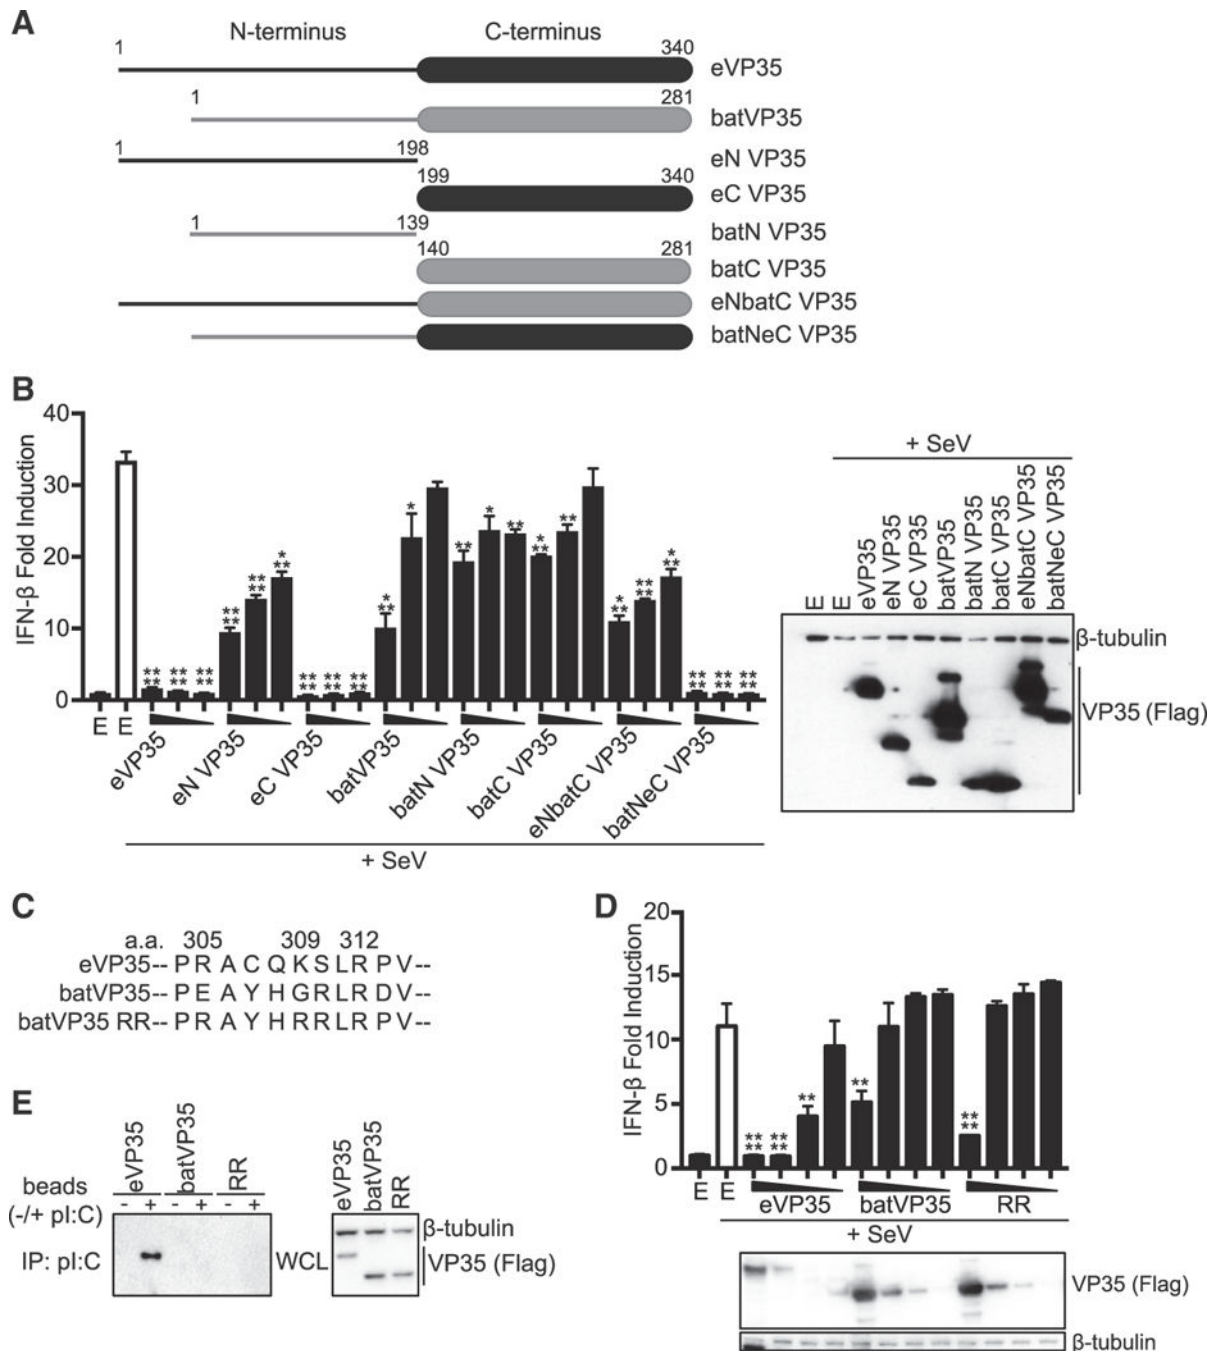 A
N-terminus C-terminus
1 340
eVP35
1 281
batVP35
1 198
eN VP35
199 340
eC VP35
1 139
batN VP35
140 281
batC VP35
eNbatC VP35
batNeC VP35
B
IFN-β Fold Induction
40
30
20
10
0
** ** ** ** ** **
** ** ** ** ** **
** ** * **
** ** **
** ** ** ** ** **
** ** ** ** ** **
* ** *
** * **
* ** **
* ** ** ** * **
** ** ** ** ** **
E E
eVP35
eN VP35
eC VP35
batVP35
batN VP35
batC VP35
eNbatC VP35
batNeC VP35
+ SeV
+ SeV
E
E
eVP35
eN VP35
eC VP35
batVP35
batN VP35
batC VP35
eNbatC VP35
batNeC VP35
β-tubulin
VP35 (Flag)
C
a.a. 305 309 312
eVP35-- P R A C Q K S L R P V--
batVP35-- P E A Y H G R L R D V--
batVP35 RR-- P R A Y H R R L R P V--
D
IFN-β Fold Induction
20
15
10
5
0
** ** **
** **
**
** **
E E
eVP35 batVP35 RR
+ SeV
VP35 (Flag)
β-tubulin
E
eVP35
batVP35
RR
beads
(-/+ pI:C)
- + - + - +
IP: pI:C
eVP35
batVP35
RR
β-tubulin
WCL
VP35 (Flag)